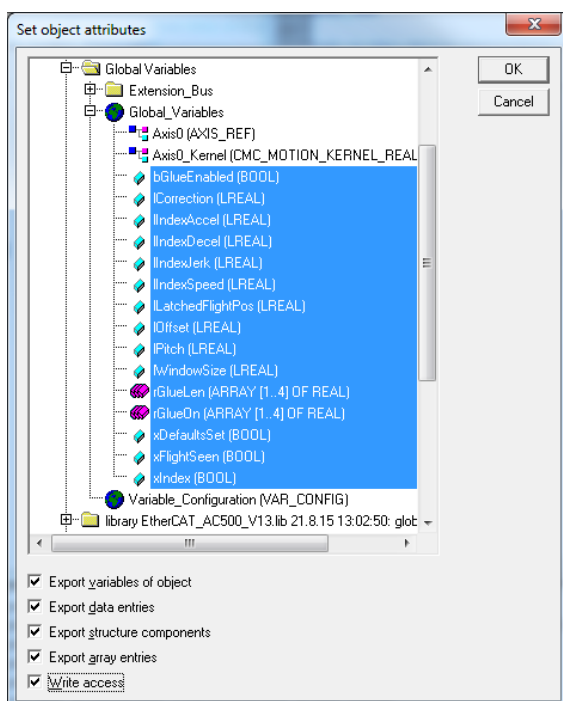 Set object attributes
Global Variables
OK
Extension_Bus
Cancel
Global_Variables
Axis0 (AXIS_REF)
Axis0_Kernel (CMC_MOTION_KERNEL_REAL
bGlueEnabled (BOOL)
lCorrection (LREAL)
lIndexAccel (LREAL)
lIndexDecel (LREAL)
lIndexJerk (LREAL)
lIndexSpeed (LREAL)
lLatchedFlightPos (LREAL)
lOffset (LREAL)
lPitch (LREAL)
lWindowSize (LREAL)
rGlueLen (ARRAY [1..4] OF REAL)
rGlueOn (ARRAY [1..4] OF REAL)
xDefaultsSet (BOOL)
xFlightSeen (BOOL)
xIndex (BOOL)
Variable_Configuration (VAR_CONFIG)
library EtherCAT_AC500_V13.lib 21.8.15 13:02:50: glob
Export variables of object
Export data entries
Export structure components
Export array entries
Write access